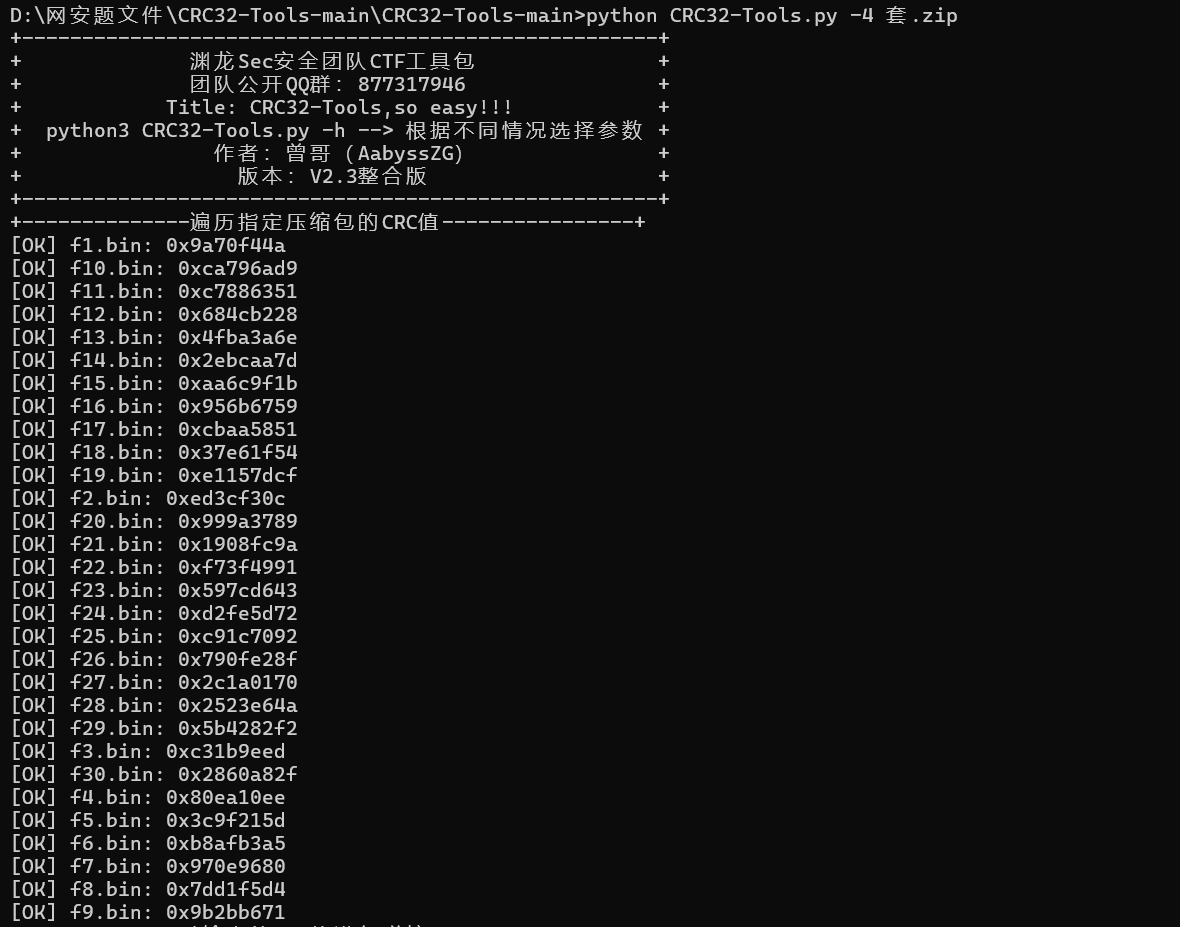 D:\网安题文件\CRC32-Tools-main\CRC32-Tools-main>python CRC32-Tools.py -4 套.zip
+-----------------------------------------------------+
+ 渊龙Sec安全团队CTF工具包 +
+ 团队公开QQ群：877317946 +
+ Title: CRC32-Tools,so easy!!! +
+ python3 CRC32-Tools.py -h --> 根据不同情况选择参数 +
+ 作者：曾哥（AabyssZG） +
+ 版本：V2.3整合版 +
+-----------------------------------------------------+
+--------------遍历指定压缩包的CRC值----------------+
[OK] f1.bin: 0x9a70f44a
[OK] f10.bin: 0xca796ad9
[OK] f11.bin: 0xc7886351
[OK] f12.bin: 0x684cb228
[OK] f13.bin: 0x4fba3a6e
[OK] f14.bin: 0x2ebcaa7d
[OK] f15.bin: 0xaa6c9f1b
[OK] f16.bin: 0x956b6759
[OK] f17.bin: 0xcbaa5851
[OK] f18.bin: 0x37e61f54
[OK] f19.bin: 0xe1157dcf
[OK] f2.bin: 0xed3cf30c
[OK] f20.bin: 0x999a3789
[OK] f21.bin: 0x1908fc9a
[OK] f22.bin: 0xf73f4991
[OK] f23.bin: 0x597cd643
[OK] f24.bin: 0xd2fe5d72
[OK] f25.bin: 0xc91c7092
[OK] f26.bin: 0x790fe28f
[OK] f27.bin: 0x2c1a0170
[OK] f28.bin: 0x2523e64a
[OK] f29.bin: 0x5b4282f2
[OK] f3.bin: 0xc31b9eed
[OK] f30.bin: 0x2860a82f
[OK] f4.bin: 0x80ea10ee
[OK] f5.bin: 0x3c9f215d
[OK] f6.bin: 0xb8afb3a5
[OK] f7.bin: 0x970e9680
[OK] f8.bin: 0x7dd1f5d4
[OK] f9.bin: 0x9b2bb671